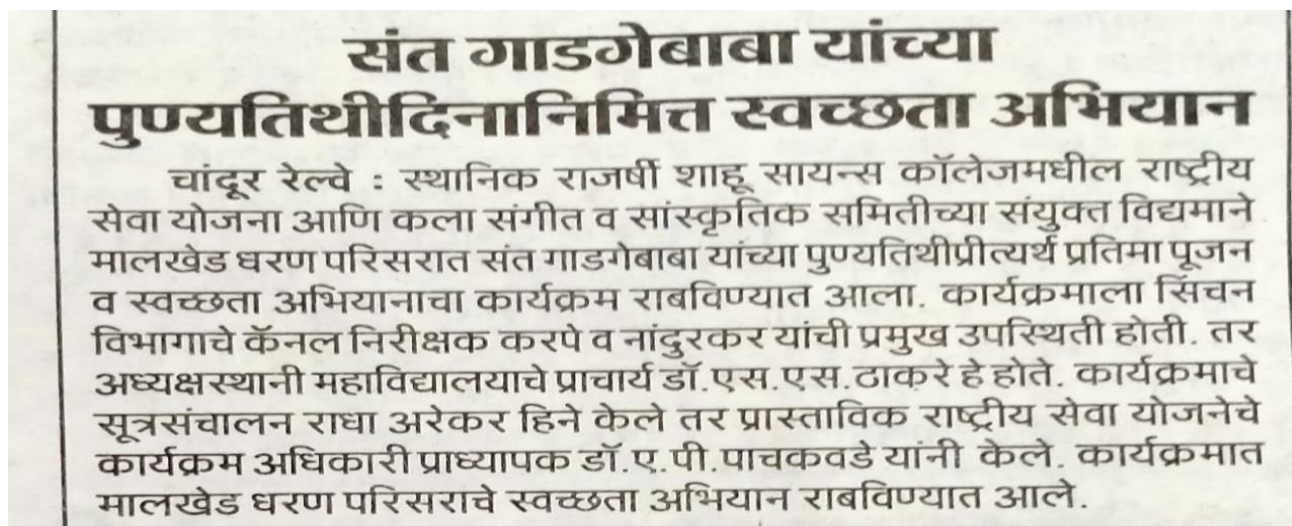 संत गाडगेबाबा यांच्या
पुण्यतिथीदिनानिमित्त स्वच्छता अभियान
चांदूर रेल्वे : स्थानिक राजर्षी शाहू सायन्स कॉलेजमधील राष्ट्रीय
सेवा योजना आणि कला संगीत व सांस्कृतिक समितीच्या संयुक्त विद्यमाने
मालखेड धरण परिसरात संत गाडगेबाबा यांच्या पुण्यतिथीप्रीत्यर्थ प्रतिमा पूजन
व स्वच्छता अभियानाचा कार्यक्रम राबविण्यात आला. कार्यक्रमाला सिंचन
विभागाचे कॅनल निरीक्षक करपे व नांदुरकर यांची प्रमुख उपस्थिती होती. तर
अध्यक्षस्थानी महाविद्यालयाचे प्राचार्य डॉ.एस.एस.ठाकरे हे होते. कार्यक्रमाचे
सूत्रसंचालन राधा अरेकर हिने केले तर प्रास्ताविक राष्ट्रीय सेवा योजनेचे
कार्यक्रम अधिकारी प्राध्यापक डॉ.ए.पी.पाचकवडे यांनी केले. कार्यक्रमात
मालखेड धरण परिसराचे स्वच्छता अभियान राबविण्यात आले.